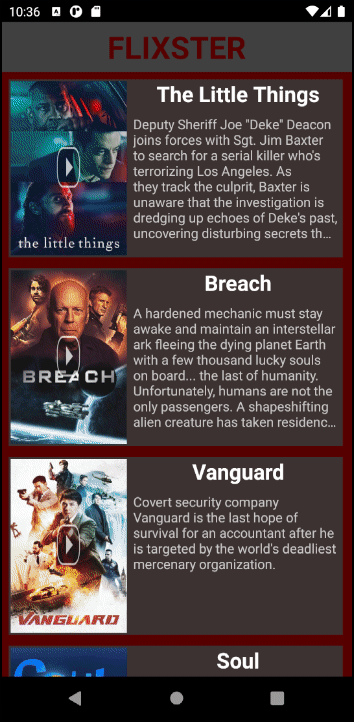 10:36
FLIXSTER
The Little Things
Deputy Sheriff Joe "Deke" Deacon
joins forces with Sgt. Jim Baxter
to search for a serial killer who's
terrorizing Los Angeles. As
they track the culprit, Baxter is
unaware that the investigation is
dredging up echoes of Deke's past,
uncovering disturbing secrets th…
the little things
Breach
A hardened mechanic must stay
awake and maintain an interstellar
ark fleeing the dying planet Earth
with a few thousand lucky souls
on board... the last of humanity.
Unfortunately, humans are not the
only passengers. A shapeshifting
alien creature has taken residenc…
BREACH
Vanguard
Covert security company
Vanguard is the last hope of
survival for an accountant after he
is targeted by the world's deadliest
mercenary organization.
VANGUARD
Soul